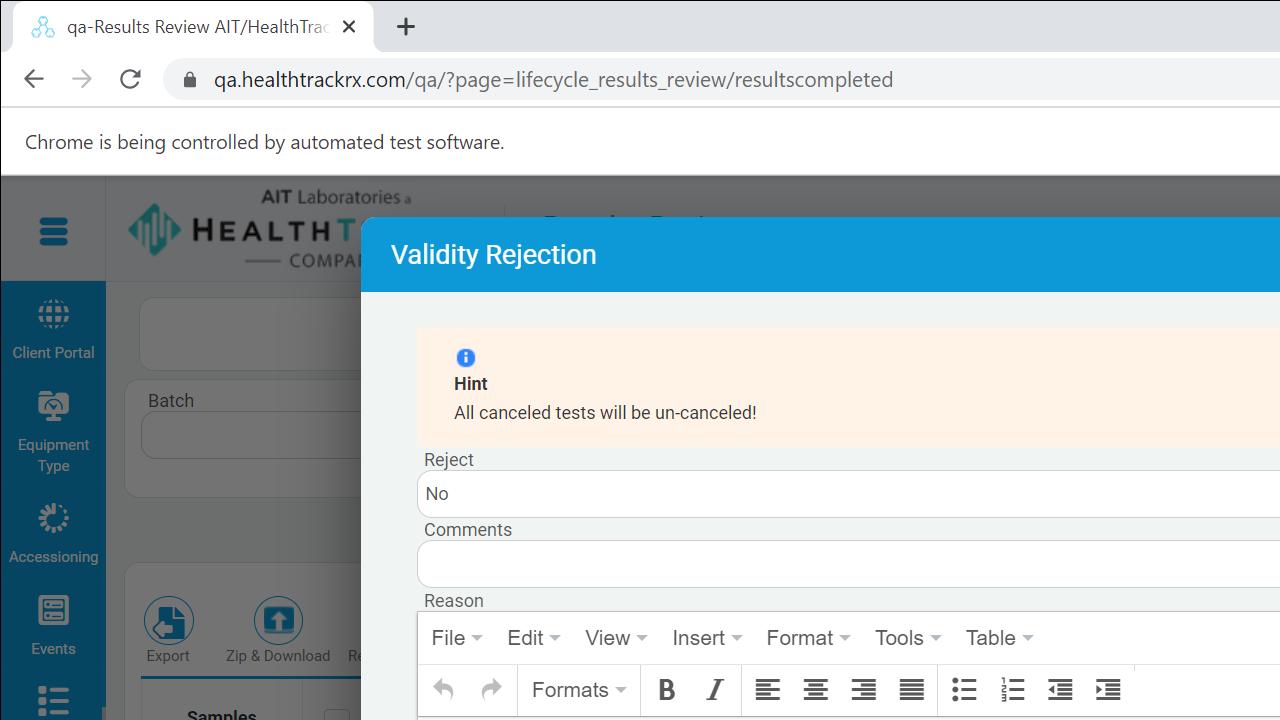 qa-Results Review AIT/HealthTrac
qa.healthtrackrx.com/qa/?page=lifecycle_results_review/resultscompleted
Chrome is being controlled by automated test software.
AIT Laboratories a
HEALTHT
COMPA
Validity Rejection
Client Portal
Hint
All canceled tests will be un-canceled!
Batch
Equipment
Type
Reject
No
Comments
Accessioning
Reason
File Edit View Insert Format Tools Table
Events
Export Zip & Download Re
Formats B I
Samples